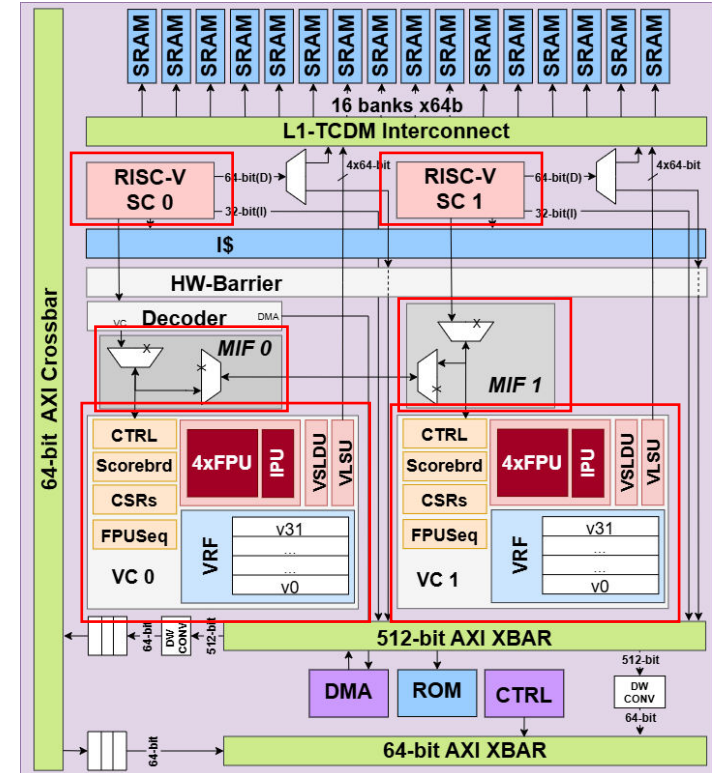 SRAM
SRAM
SRAM
SRAM
SRAM
SRAM
SRAM
SRAM
SRAM
SRAM
SRAM
SRAM
SRAM
SRAM
16 banks x64b
L1-TCDM Interconnect
RISC-V
SC 0
64-bit(D)
32-bit(I)
4x64-bit
RISC-V
SC 1
64-bit(D)
32-bit(I)
4x64-bit
I$
HW-Barrier
Decoder
VC
DMA
X
X
MIF 0
X
X
MIF 1
64-bit AXI Crossbar
CTRL
Scorebrd
CSRs
FPUSeq
VC 0
4xFPU
IPU
VSLDU
VLSU
VRF
v31
...
...
v0
CTRL
Scorebrd
CSRs
FPUSeq
VC 1
4xFPU
IPU
VSLDU
VLSU
VRF
v31
...
...
v0
64-bit
DW
CONV
512-bit
512-bit AXI XBAR
DMA
ROM
CTRL
512-bit
DW
CONV
64-bit
64-bit
64-bit AXI XBAR